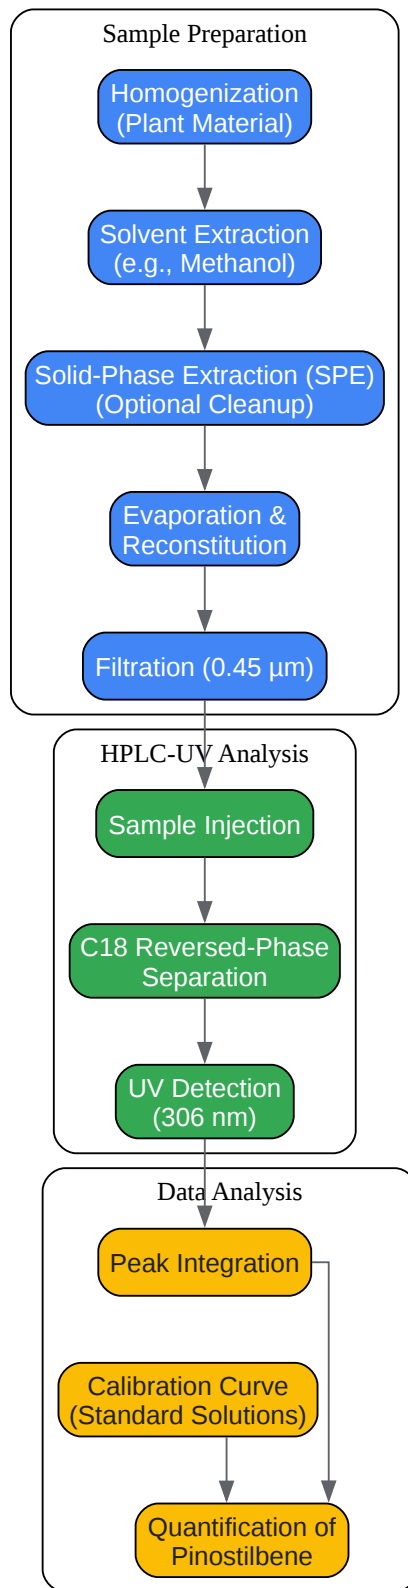 Sample Preparation
Homogenization
(Plant Material)
Solvent Extraction
(e.g., Methanol)
Solid-Phase Extraction (SPE)
(Optional Cleanup)
Evaporation &
Reconstitution
Filtration (0.45 µm)
HPLC-UV Analysis
Sample Injection
C18 Reversed-Phase
Separation
UV Detection
(306 nm)
Data Analysis
Peak Integration
Calibration Curve
(Standard Solutions)
Quantification of
Pinostilbene